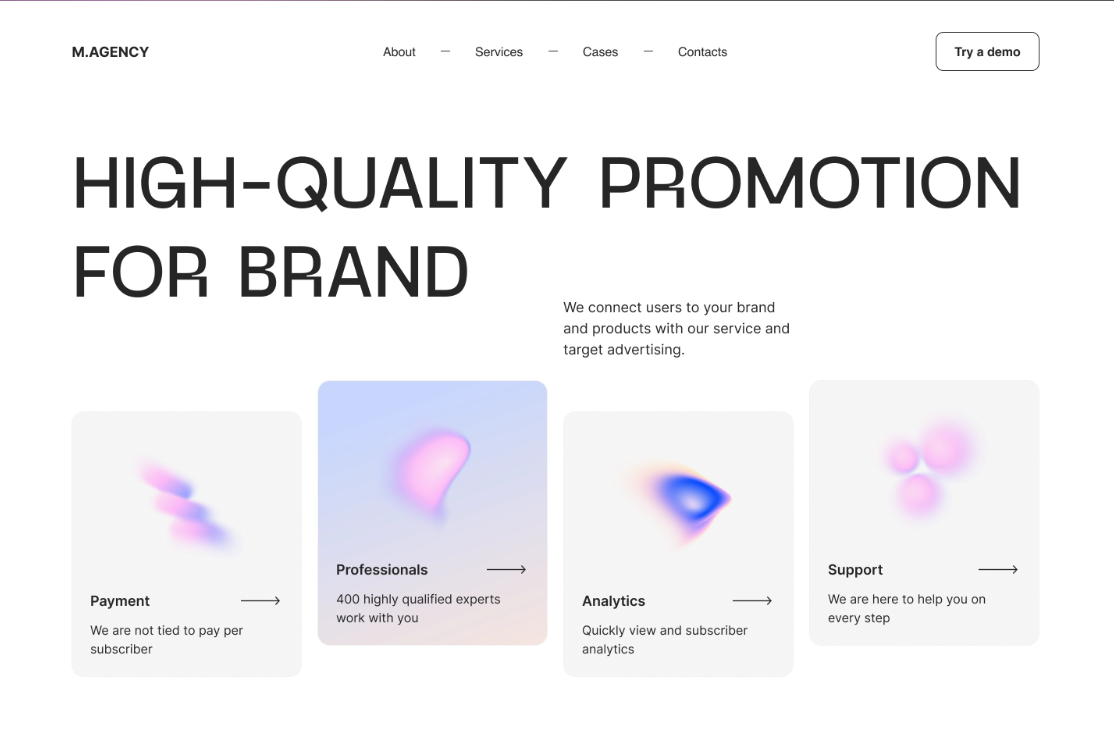 M.AGENCY
About — Services — Cases — Contacts
Try a demo
HIGH-QUALITY PROMOTION
FOR BRAND
We connect users to your brand
and products with our service and
target advertising.
Payment
We are not tied to pay per
subscriber
Professionals
400 highly qualified experts
work with you
Analytics
Quickly view and subscriber
analytics
Support
We are here to help you on
every step